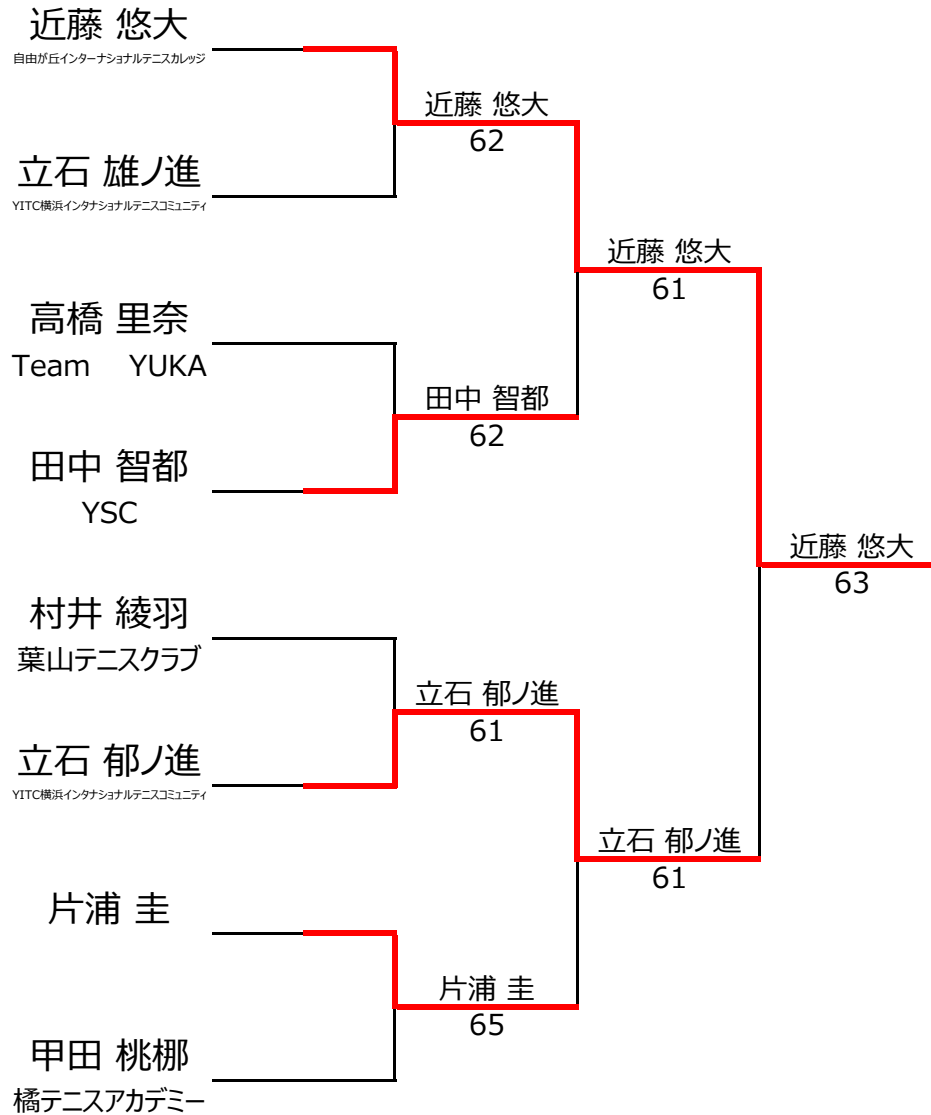 近藤 悠大
自由が丘インターナショナルテニスカレッジ
近藤 悠大
62
立石 雄ノ進
YITC横浜インタナショナルテニスコミュニティ
近藤 悠大
61
高橋 里奈
Team YUKA
田中 智都
62
田中 智都
YSC
近藤 悠大
63
村井 綾羽
葉山テニスクラブ
立石 郁ノ進
61
立石 郁ノ進
YITC横浜インタナショナルテニスコミュニティ
立石 郁ノ進
61
片浦 圭
片浦 圭
65
甲田 桃梛
橘テニスアカデミー